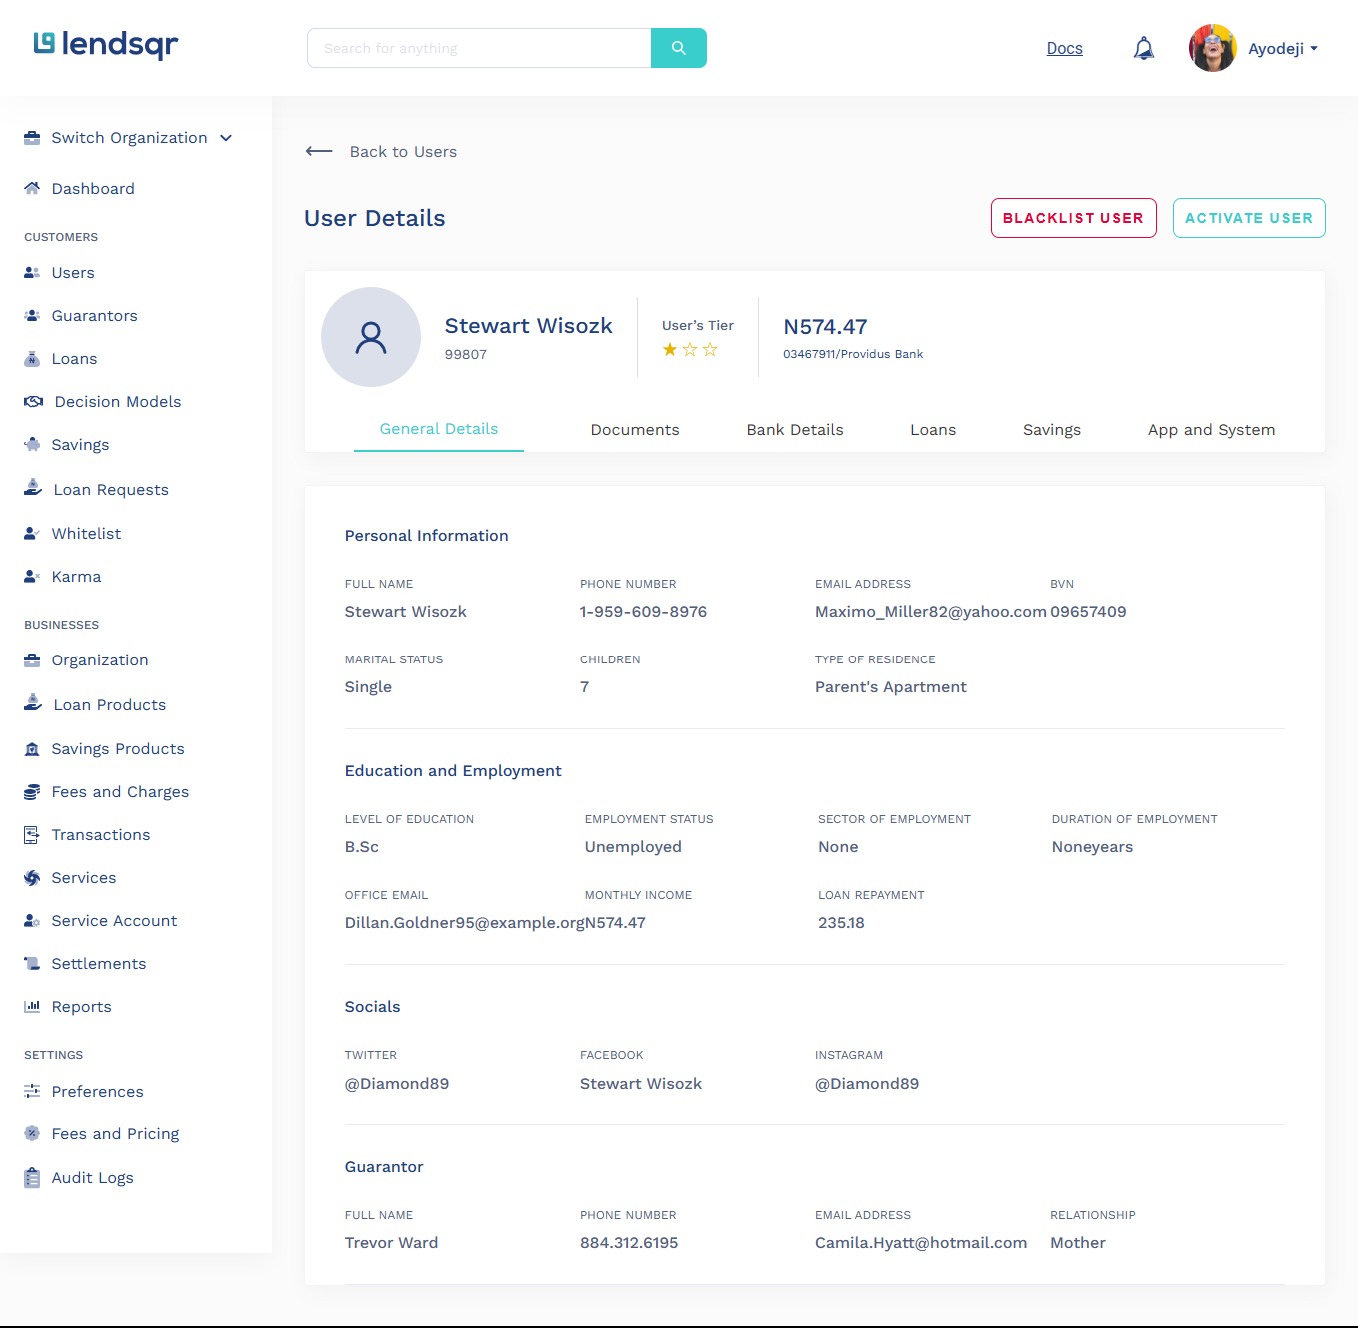 lendsqr
Search for anything
Docs
Ayodeji
Switch Organization
Dashboard
CUSTOMERS
Users
Guarantors
Loans
Decision Models
Savings
Loan Requests
Whitelist
Karma
BUSINESSES
Organization
Loan Products
Savings Products
Fees and Charges
Transactions
Services
Service Account
Settlements
Reports
SETTINGS
Preferences
Fees and Pricing
Audit Logs
Back to Users
User Details
BLACKLIST USER
ACTIVATE USER
Stewart Wisozk
99807
User’s Tier
N574.47
03467911/Providus Bank
General Details Documents Bank Details Loans Savings App and System
Personal Information
FULL NAME PHONE NUMBER EMAIL ADDRESS BVN
Stewart Wisozk 1-959-609-8976 Maximo_Miller82@yahoo.com 09657409
MARITAL STATUS CHILDREN TYPE OF RESIDENCE
Single 7 Parent's Apartment
Education and Employment
LEVEL OF EDUCATION EMPLOYMENT STATUS SECTOR OF EMPLOYMENT DURATION OF EMPLOYMENT
B.Sc Unemployed None Noneyears
OFFICE EMAIL MONTHLY INCOME LOAN REPAYMENT
Dillan.Goldner95@example.org N574.47 235.18
Socials
TWITTER FACEBOOK INSTAGRAM
@Diamond89 Stewart Wisozk @Diamond89
Guarantor
FULL NAME PHONE NUMBER EMAIL ADDRESS RELATIONSHIP
Trevor Ward 884.312.6195 Camila.Hyatt@hotmail.com Mother